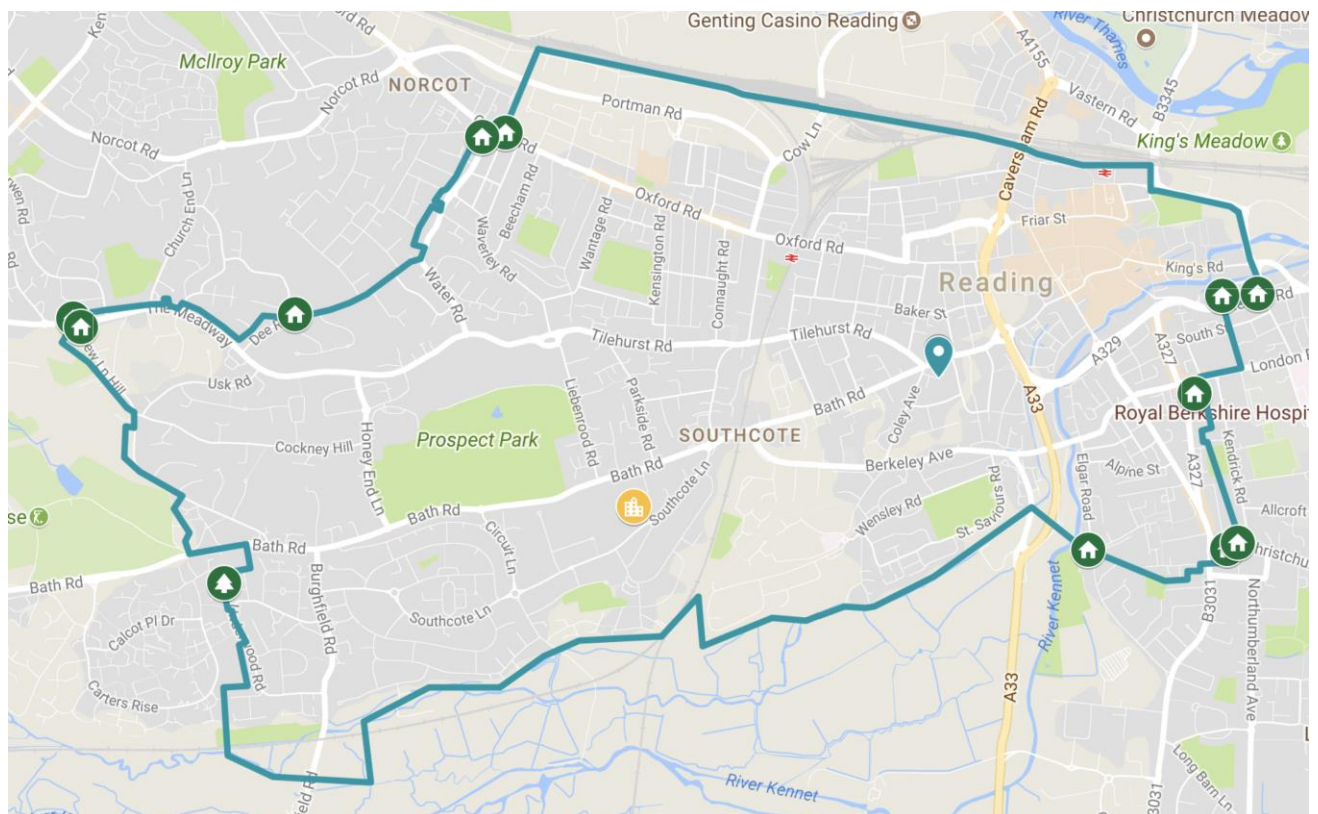 Genting Casino Reading
Christchurch Meadow
River Thames
A4155
McIlroy Park
NORCOT
Norcot Rd
Portman Rd
Vastern Rd
B3345
King's Meadow
Norcot Rd
Cow Ln
Caversham Rd
Church End Ln
Beecham Rd
Wantage Rd
Oxford Rd
Friar St
Waverley Rd
Kensington Rd
Connaught Rd
Oxford Rd
King's Rd
Reading
Water Rd
The Meadway
Baker St
South St
Tilehurst Rd
Tilehurst Rd
A329
A327
London
Usk Rd
Liebenrood Rd
Parkside Rd
Bath Rd
Coley Ave
A33
Royal Berkshire Hospi
Prospect Park
SOUTHCOTE
Cockney Hill
Honey End Ln
Bath Rd
Berkeley Ave
Alpine St
Kendrick Rd
Elgar Road
A327
Southcote Ln
St. Saviours Rd
Wensley Rd
Bath Rd
Circuit Ln
Allcroft
Bath Rd
Bath Rd
Burghfield Rd
B3031
Southcote Ln
River Kennet
Northumberland Ave
Calcot Pl Dr
Carters Rise
A33
River Kennet
Long Barn Ln
3031